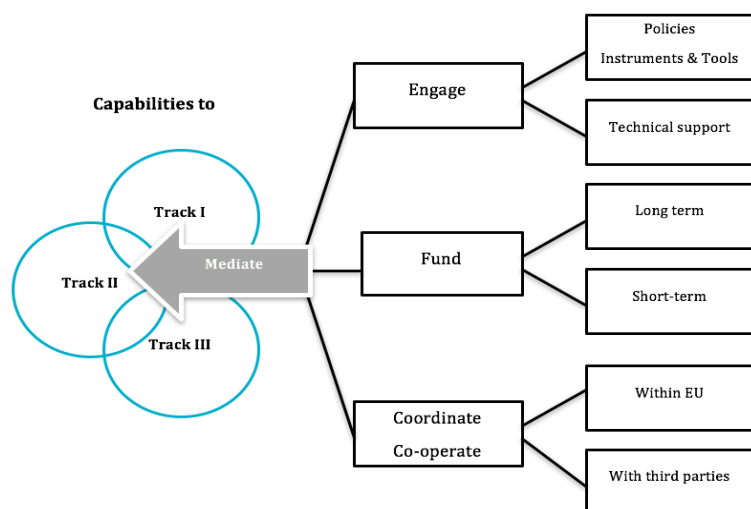 Capabilities to
Track I
Mediate
Track II
Track III
Engage
Policies
Instruments & Tools
Technical support
Fund
Long term
Short-term
Coordinate
Co-operate
Within EU
With third parties